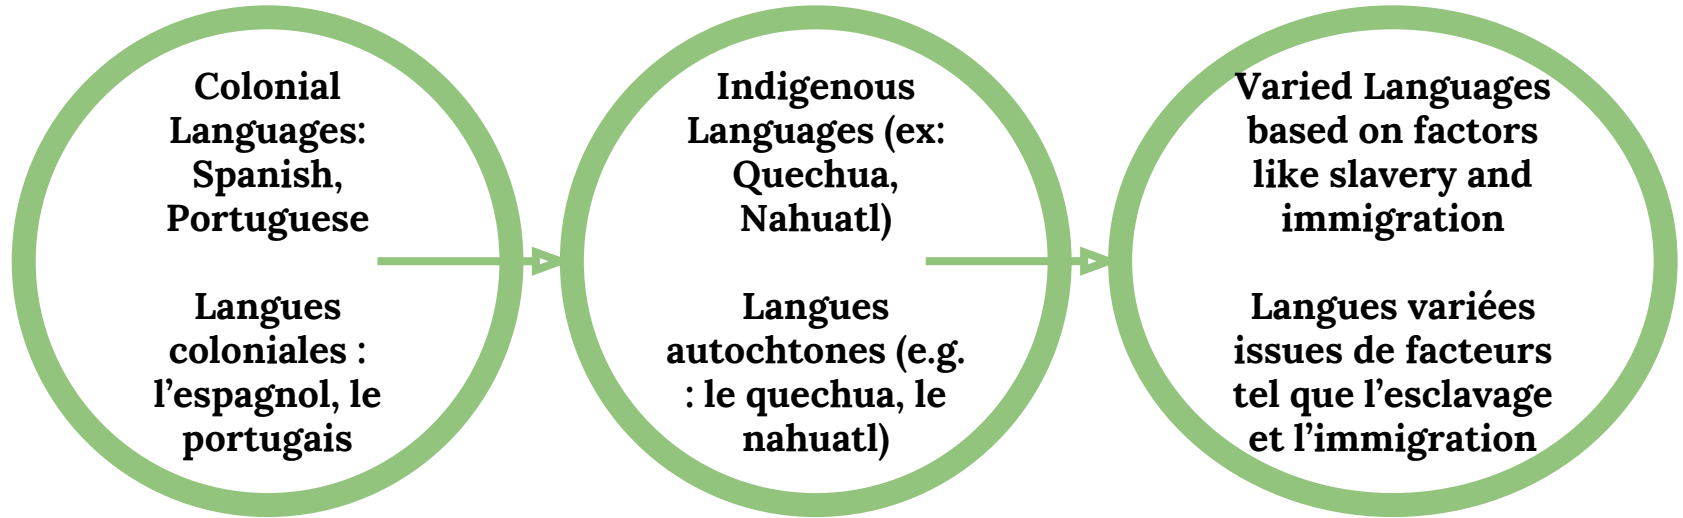 Colonial
Languages:
Spanish,
Portuguese
Langues
coloniales :
l’espagnol, le
portugais
Indigenous
Languages (ex:
Quechua,
Nahuatl)
Langues
autochtones (e.g.
: le quechua, le
nahuatl)
Varied Languages
based on factors
like slavery and
immigration
Langues variées
issues de facteurs
tel que l’esclavage
et l’immigration